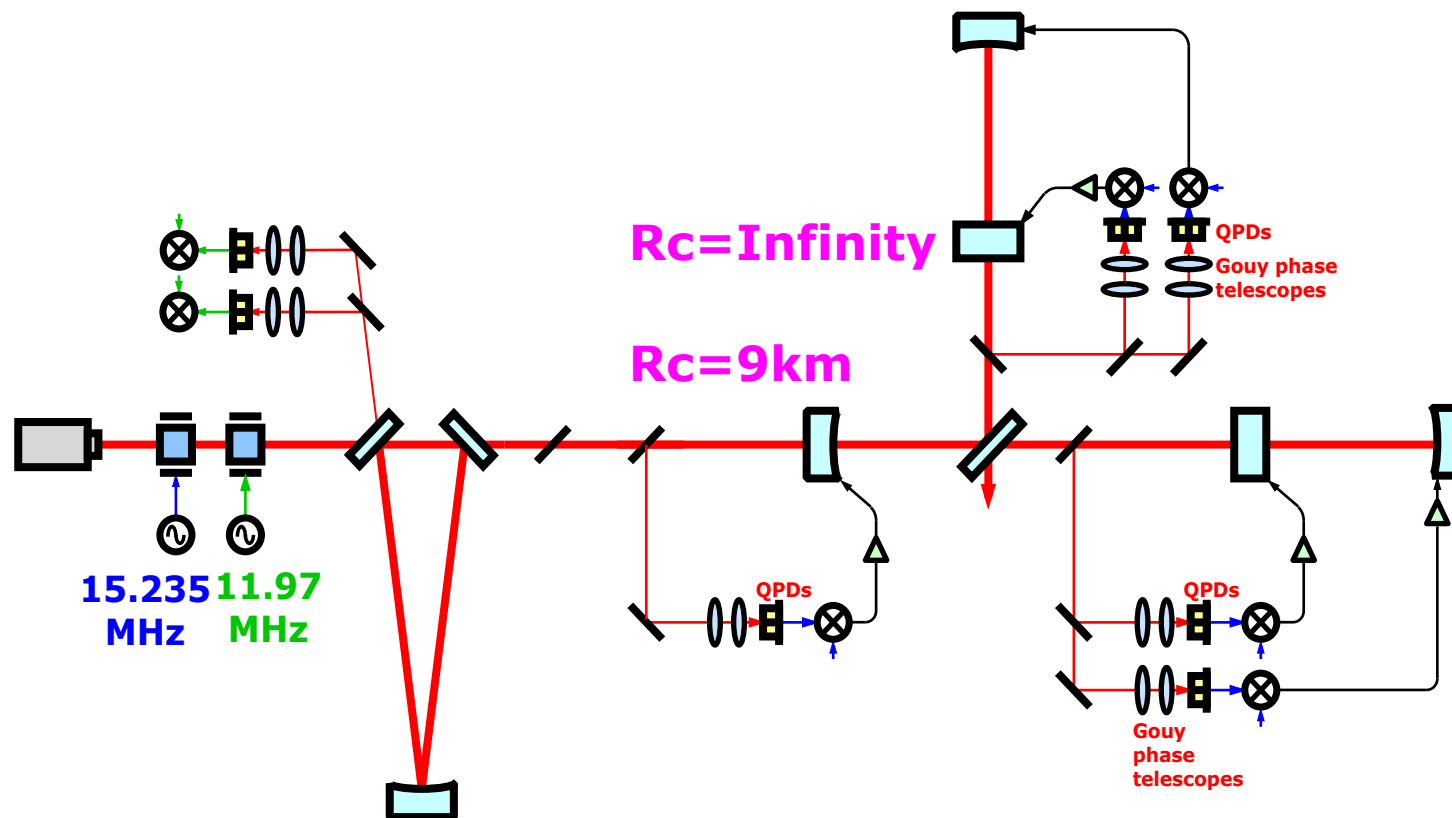 Rc=Infinity
QPDs
Gouy phase
telescopes
Rc=9km
15.235
MHz
11.97
MHz
QPDs
QPDs
Gouy
phase
telescopes